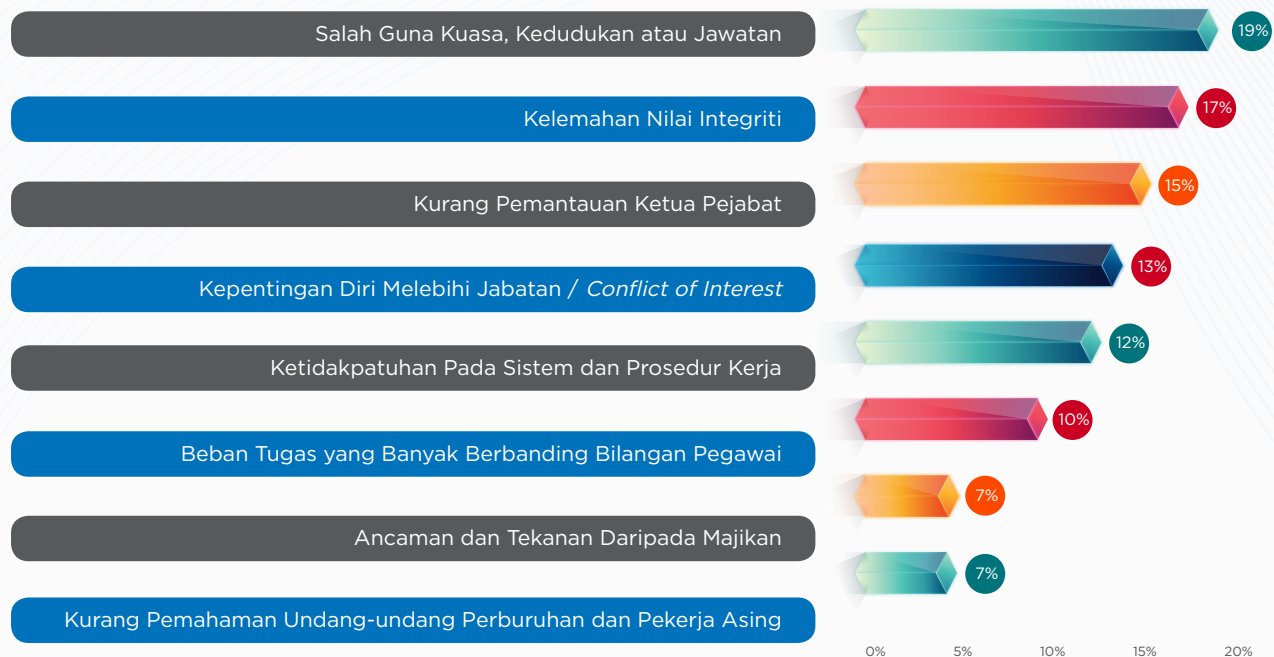 Salah Guna Kuasa, Kedudukan atau Jawatan
19%
Kelemahan Nilai Integriti
17%
Kurang Pemantauan Ketua Pejabat
15%
Kepentingan Diri Melebihi Jabatan / Conflict of Interest
13%
Ketidakpatuhan Pada Sistem dan Prosedur Kerja
12%
Beban Tugas yang Banyak Berbanding Bilangan Pegawai
10%
Ancaman dan Tekanan Daripada Majikan
7%
Kurang Pemahaman Undang-undang Perburuhan dan Pekerja Asing
7%
0% 5% 10% 15% 20%